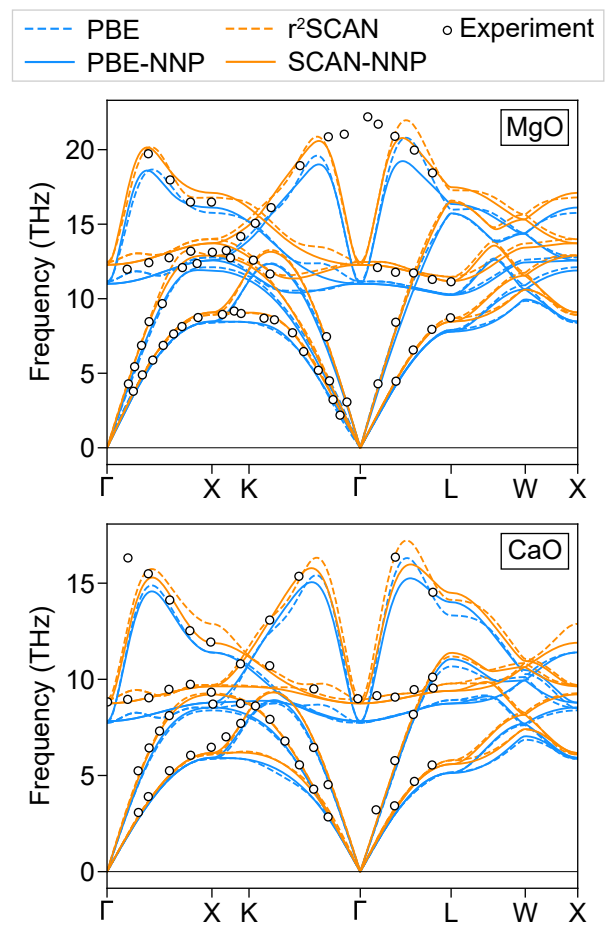 PBE r²SCAN Experiment
PBE-NNP SCAN-NNP
MgO
Frequency (THz)
20
15
10
5
0
Γ X K Γ L W X
CaO
Frequency (THz)
15
10
5
0
Γ X K Γ L W X